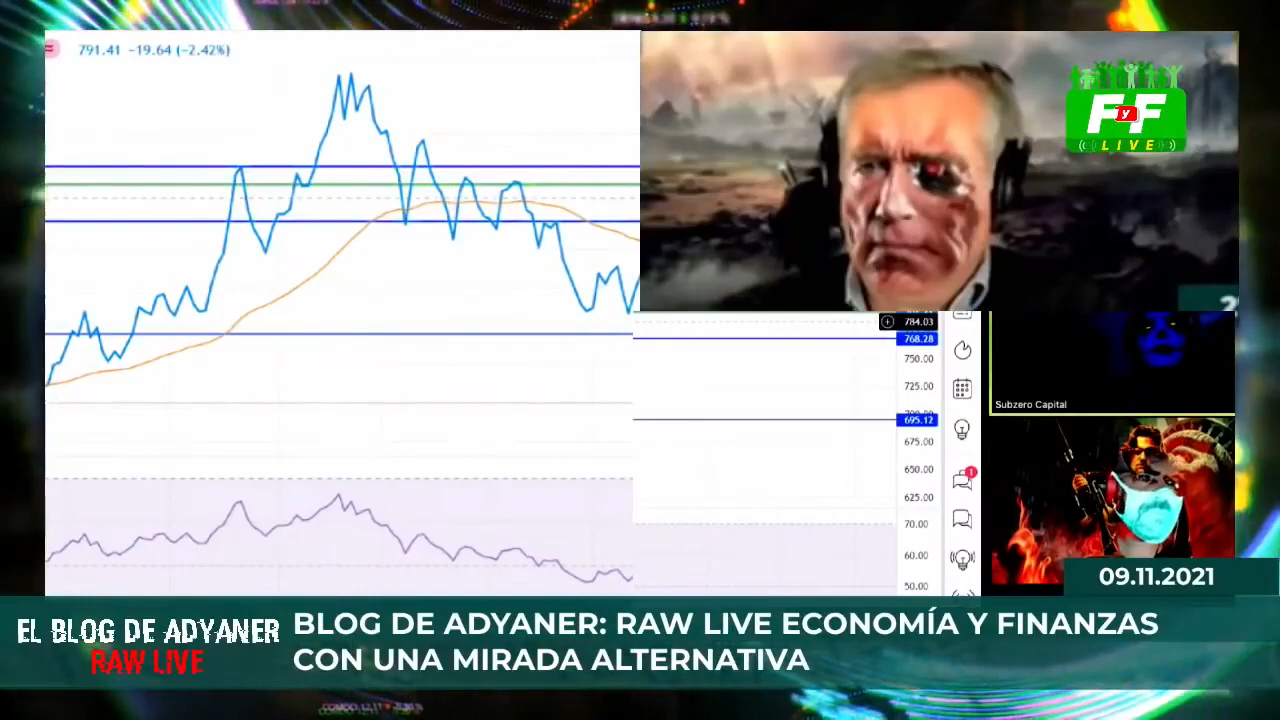 791.41 −19.64 (−2.42%)
FyF
LIVE
784.03
768.28
750.00
725.00
695.12
675.00
650.00
625.00
70.00
60.00
50.00
1
Subzero Capital
09.11.2021
EL BLOG DE ADYANER
RAW LIVE
BLOG DE ADYANER: RAW LIVE ECONOMÍA Y FINANZAS
CON UNA MIRADA ALTERNATIVA